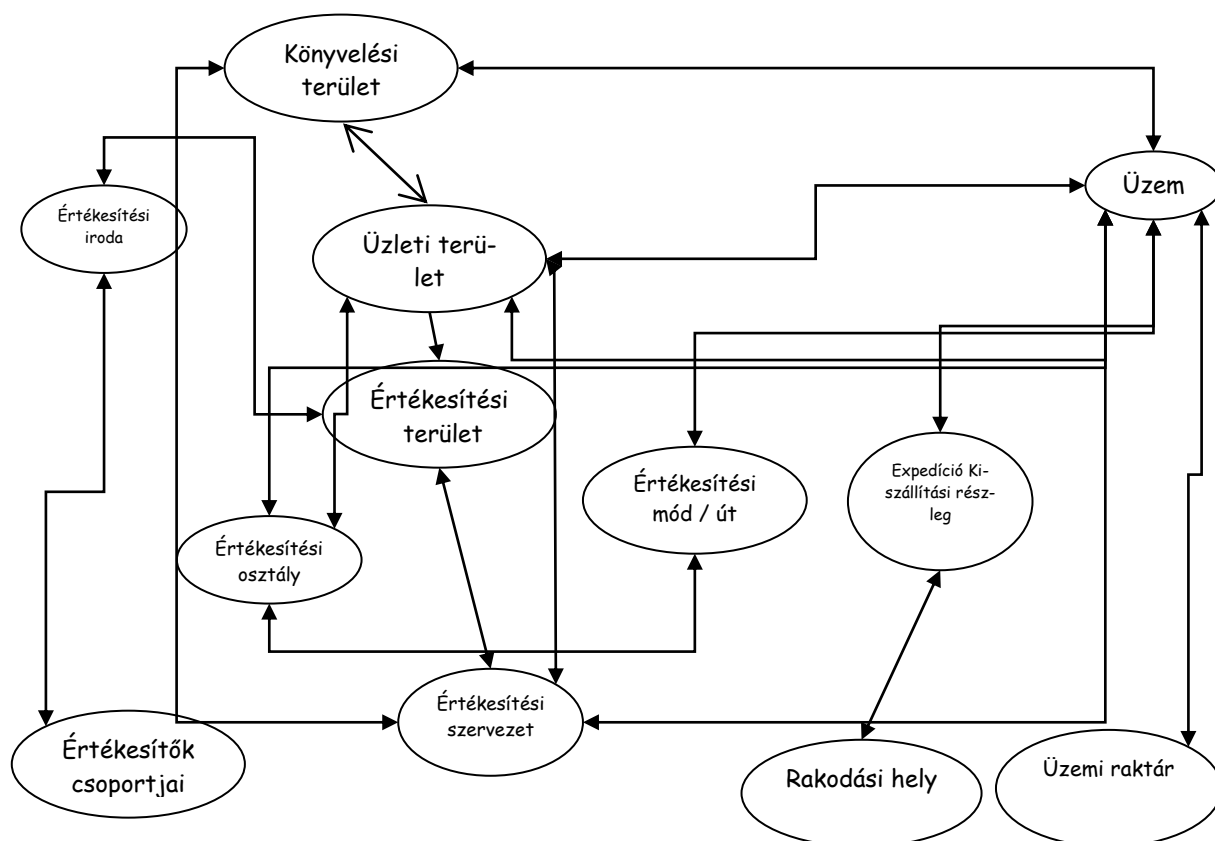 Könyvelési
terület
Üzem
Értékesítési
iroda
Üzleti terü-
let
Értékesítési
terület
Értékesítési
mód / út
Expedíció Ki-
szállítási rész-
leg
Értékesítési
osztály
Értékesítési
szervezet
Értékesítők
csoportjai
Rakodási hely
Üzemi raktár